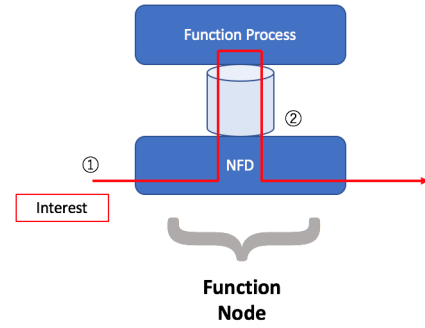 Function Process
②
①
NFD
Interest
Function
Node